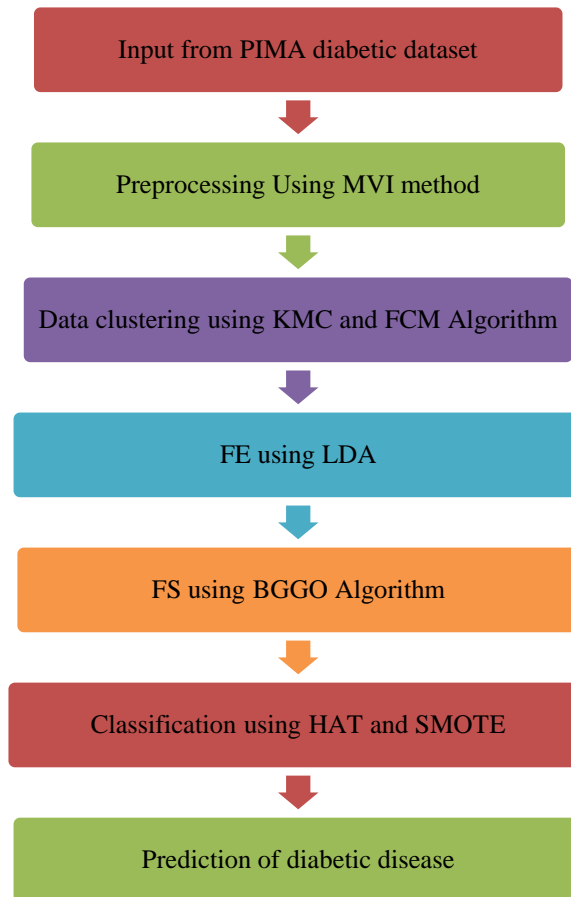 Input from PIMA diabetic dataset
Preprocessing Using MVI method
Data clustering using KMC and FCM Algorithm
FE using LDA
FS using BGGO Algorithm
Classification using HAT and SMOTE
Prediction of diabetic disease